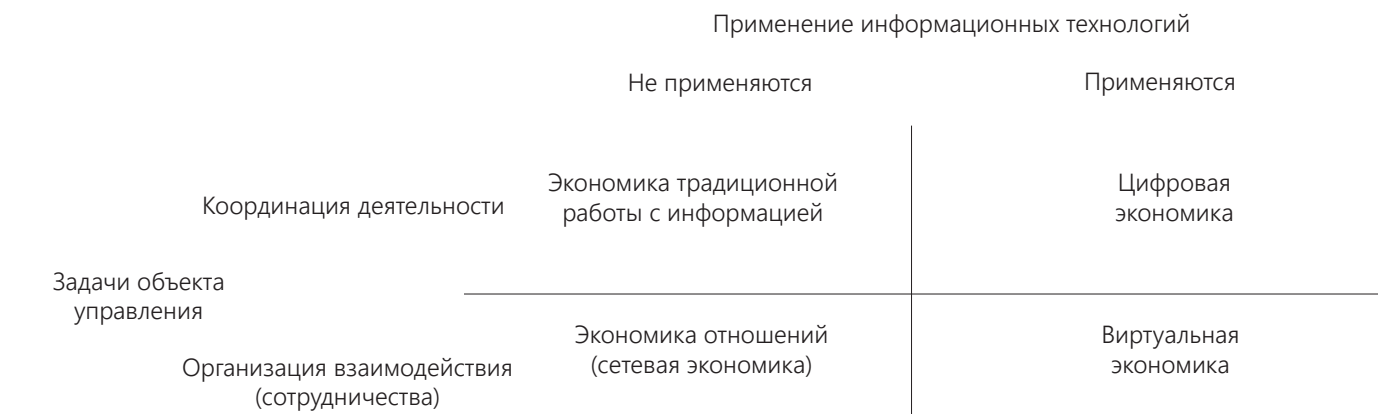 Применение информационных технологий
Не применяются
Применяются
Экономика традиционной
работы с информацией
Цифровая
экономика
Координация деятельности
Задачи объекта
управления
Экономика отношений
(сетевая экономика)
Виртуальная
экономика
Организация взаимодействия
(сотрудничества)